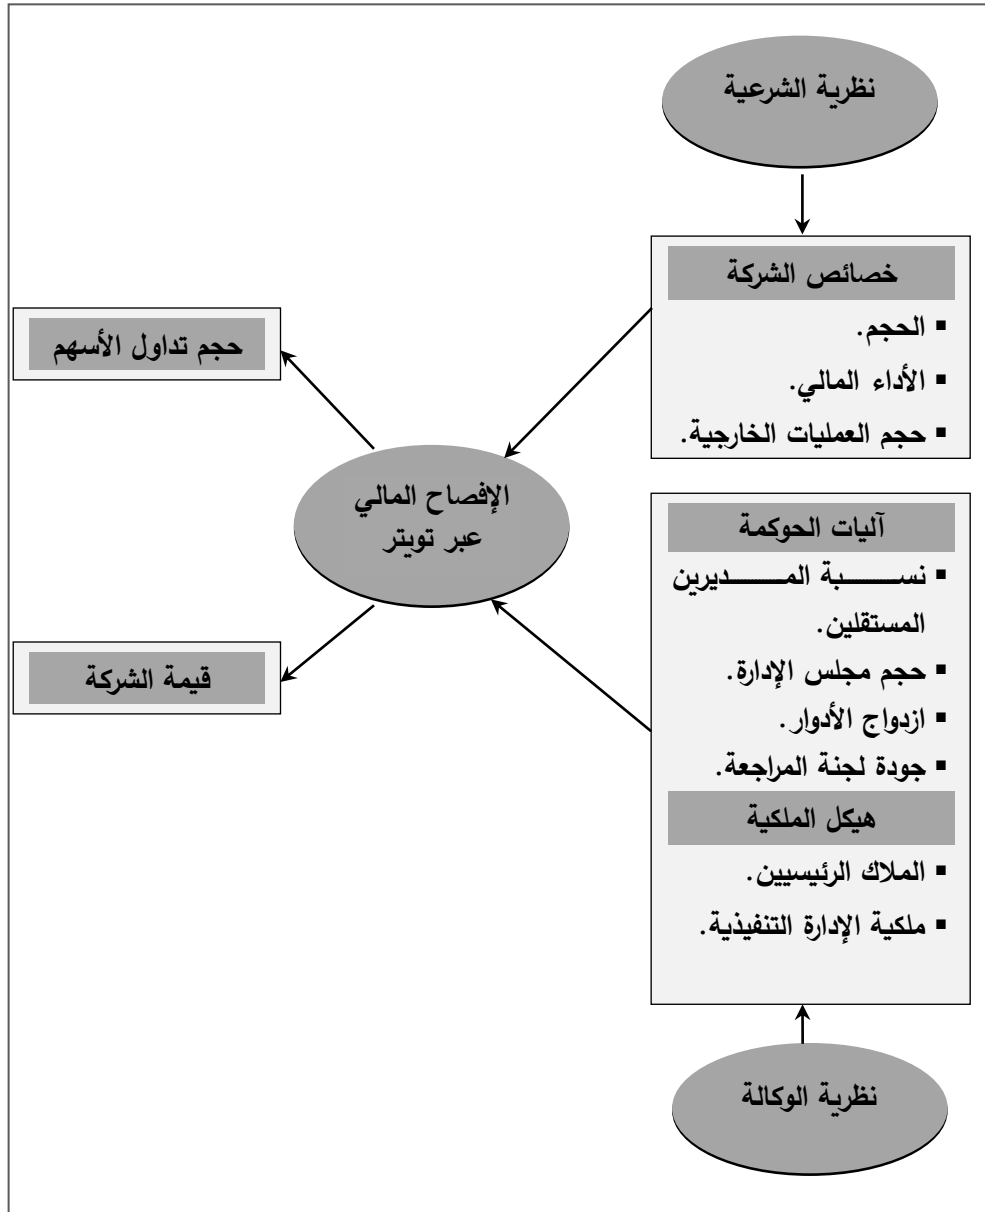 نظرية الشرعية
خصائص الشركة
▪ الحجم.
▪ الأداء المالي.
▪ حجم العمليات الخارجية.
حجم تداول الأسهم
الإفصاح المالي
عبر تويتر
قيمة الشركة
آليات الحوكمة
▪ نســـــبة المـــــديرين
المستقلين.
▪ حجم مجلس الإدارة.
▪ ازدواج الأدوار.
▪ جودة لجنة المراجعة.
هيكل الملكية
▪ الملاك الرئيسيين.
▪ ملكية الإدارة التنفيذية.
نظرية الوكالة